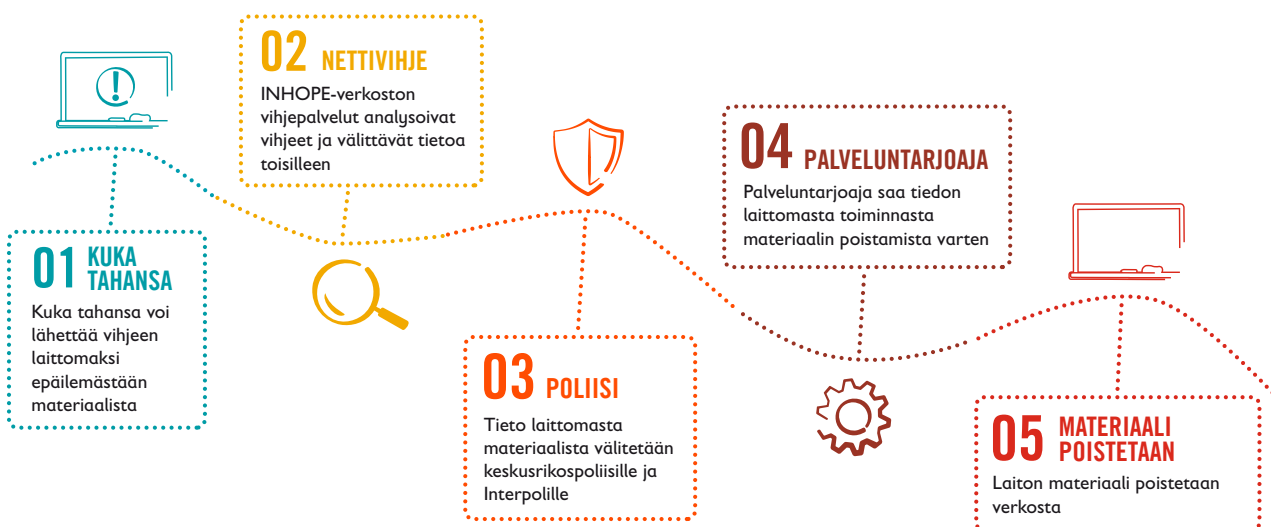 01 KUKA
TAHANSA
Kuka tahansa voi
lähettää vihjeen
laittomaksi
epäilemästään
materiaalista
02 NETTIVIHJE
INHOPE-verkoston
vihjepalvelut analysoivat
vihjeet ja välittävät tietoa
toisilleen
03 POLIISI
Tieto laittomasta
materiaalista välitetään
keskusrikospoliisille ja
Interpolille
04 PALVELUNTARJOAJA
Palveluntarjoaja saa tiedon
laittomasta toiminnasta
materiaalin poistamista varten
05 MATERIAALI
POISTETAAN
Laiton materiaali poistetaan
verkosta